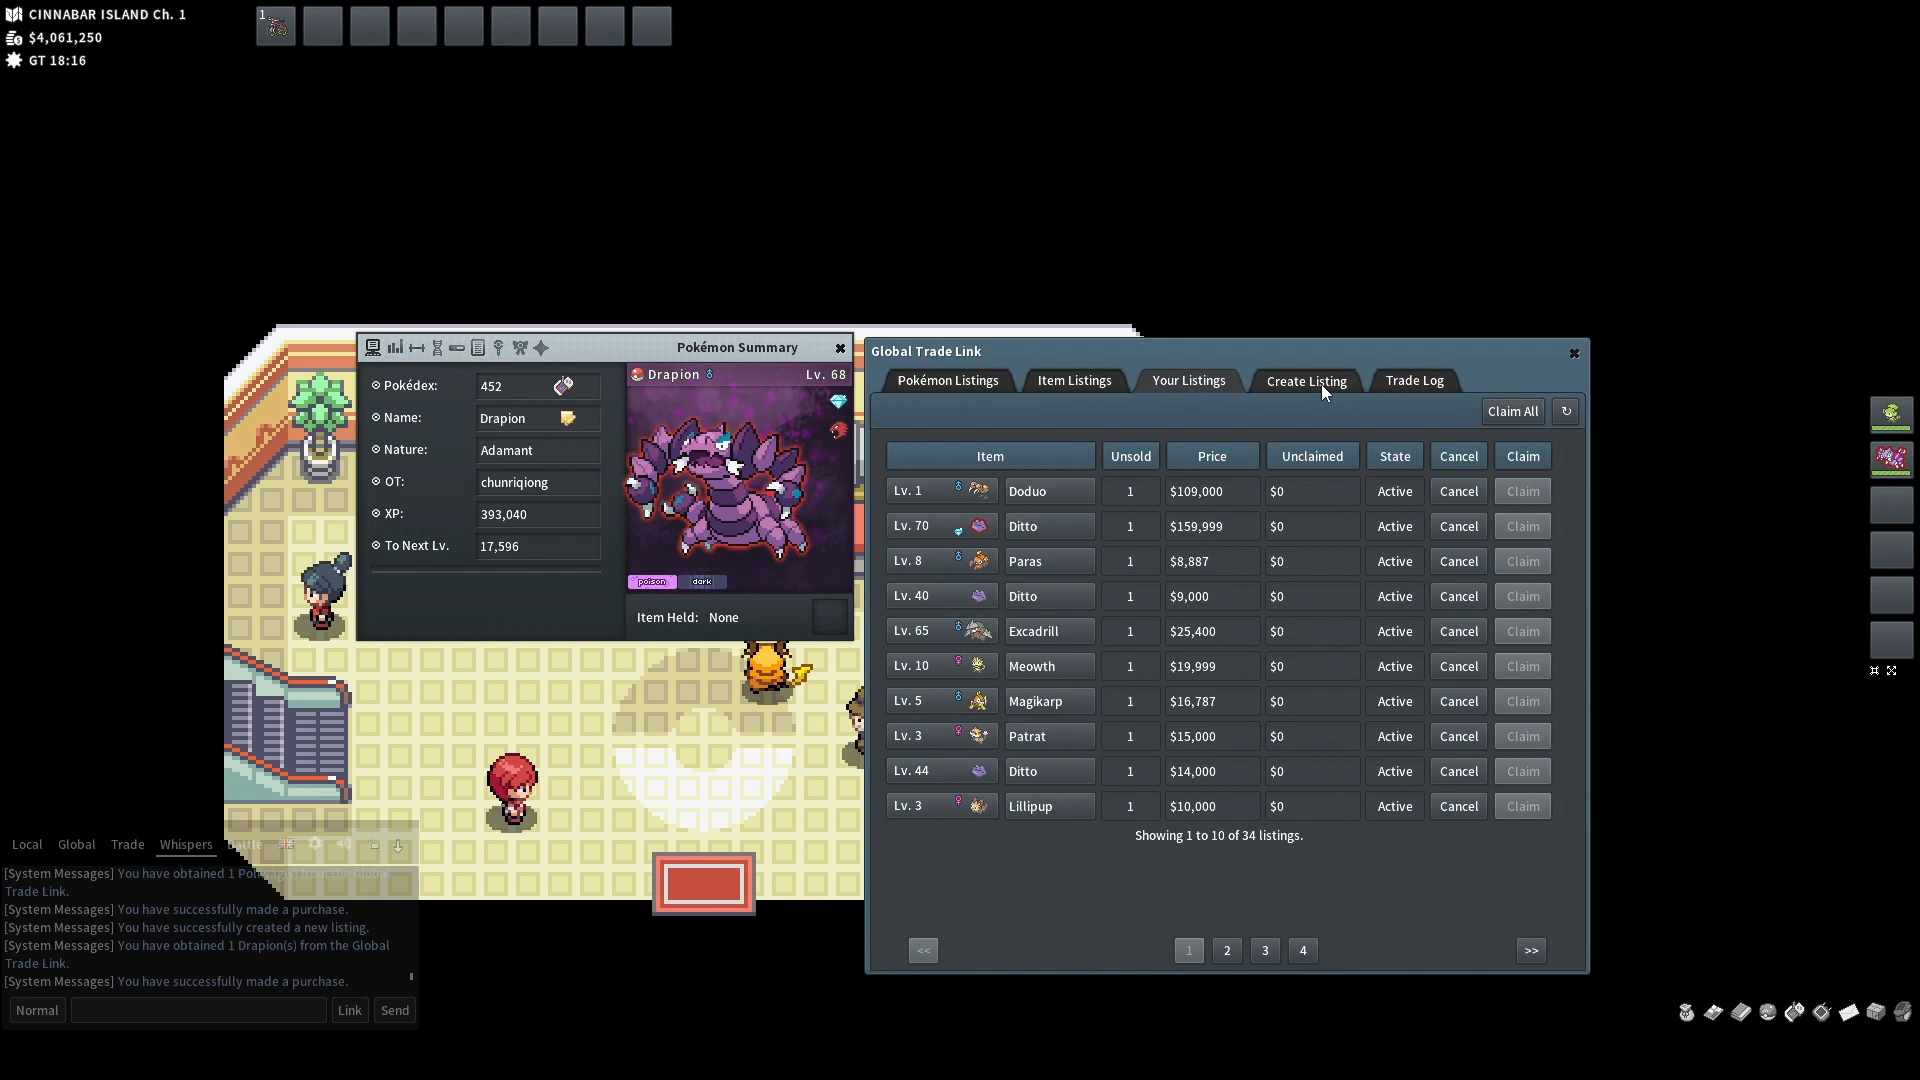 CINNABAR ISLAND Ch. 1
$4,061,250
GT 18:16
1
Pokémon Summary
Pokédex: 452
Name: Drapion
Nature: Adamant
OT: chunriqiong
XP: 393,040
To Next Lv. 17,596
Drapion Lv. 68
poison dark
Item Held: None
Global Trade Link
Pokémon Listings Item Listings Your Listings Create Listing Trade Log
Claim All
Item Unsold Price Unclaimed State Cancel Claim
Lv. 1 Doduo 1 $109,000 $0 Active Cancel Claim
Lv. 70 Ditto 1 $159,999 $0 Active Cancel Claim
Lv. 8 Paras 1 $8,887 $0 Active Cancel Claim
Lv. 40 Ditto 1 $9,000 $0 Active Cancel Claim
Lv. 65 Excadrill 1 $25,400 $0 Active Cancel Claim
Lv. 10 Meowth 1 $19,999 $0 Active Cancel Claim
Lv. 5 Magikarp 1 $16,787 $0 Active Cancel Claim
Lv. 3 Patrat 1 $15,000 $0 Active Cancel Claim
Lv. 44 Ditto 1 $14,000 $0 Active Cancel Claim
Lv. 3 Lillipup 1 $10,000 $0 Active Cancel Claim
Showing 1 to 10 of 34 listings.
<< 1 2 3 4 >>
Local Global Trade Whispers Battle
[System Messages] You have obtained 1 from the Global
Trade Link.
[System Messages] You have successfully made a purchase.
[System Messages] You have successfully created a new listing.
[System Messages] You have obtained 1 Drapion(s) from the Global
Trade Link.
[System Messages] You have successfully made a purchase.
Normal Link Send